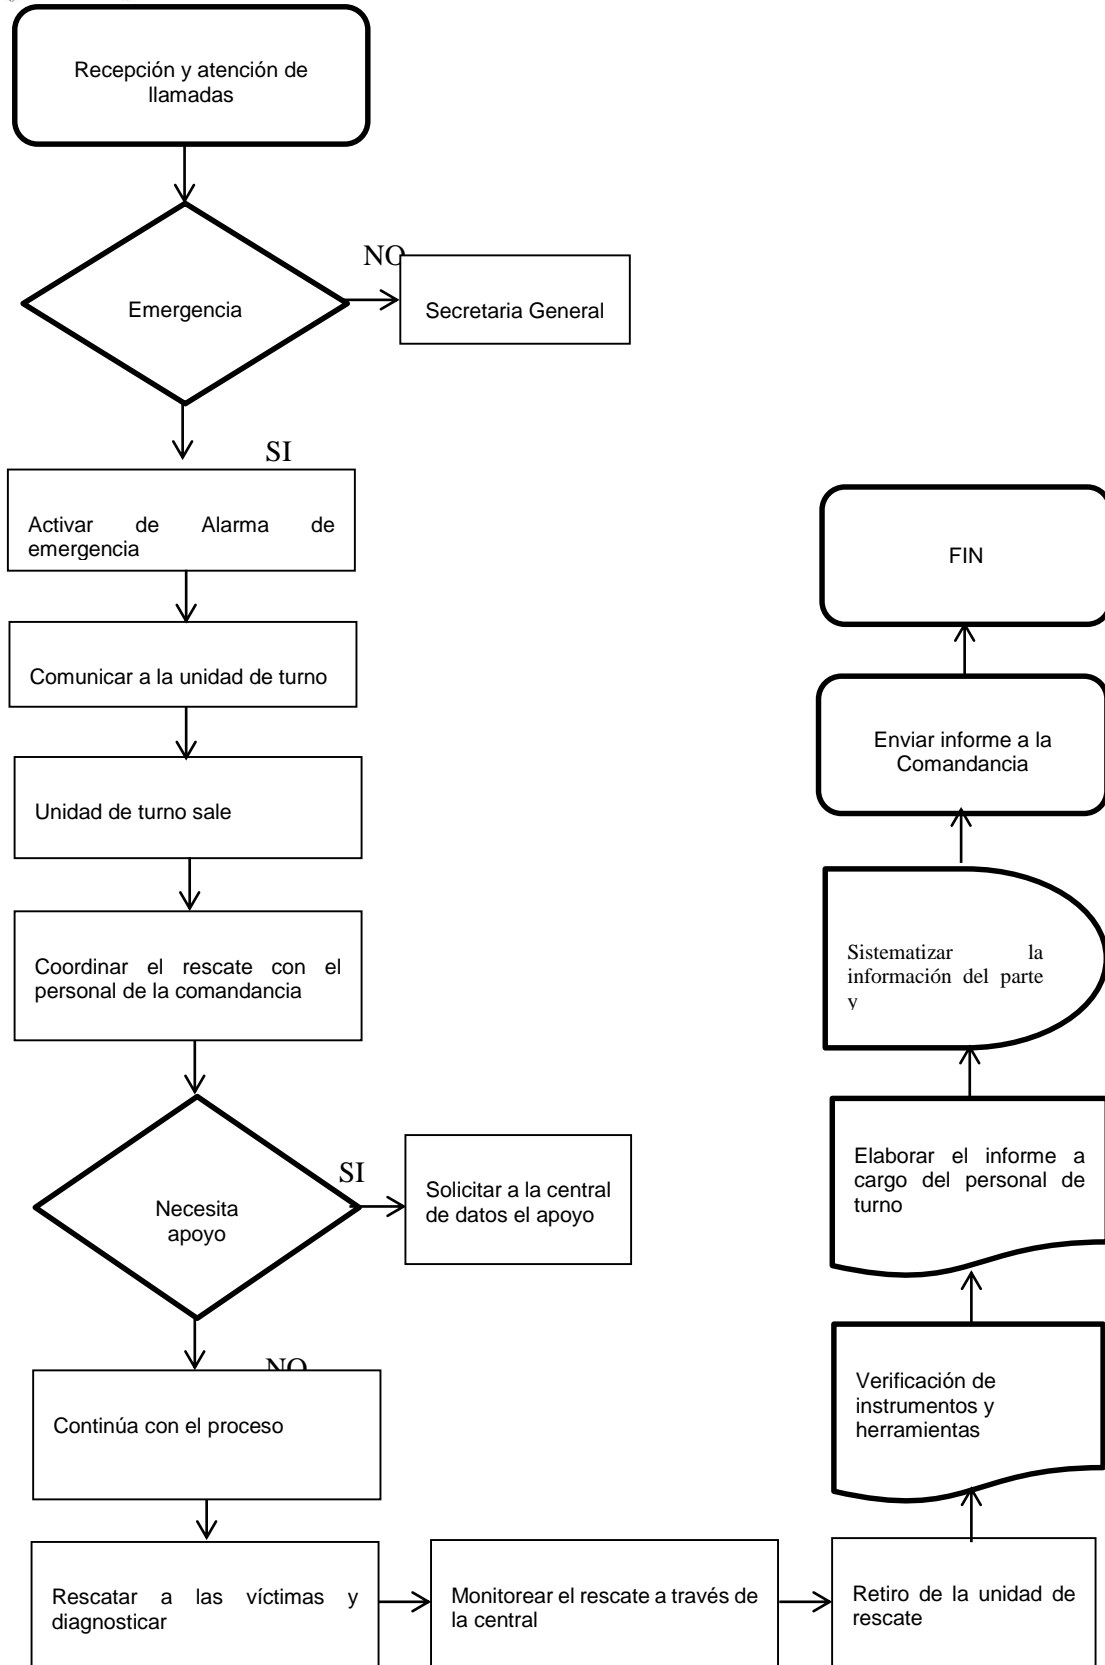 Recepción y atención de
llamadas
NO
Emergencia
Secretaria General
SI
Activar de Alarma de
emergencia
Comunicar a la unidad de turno
Unidad de turno sale
Coordinar el rescate con el
personal de la comandancia
SI
Necesita
apoyo
Solicitar a la central
de datos el apoyo
NO
Continúa con el proceso
Rescatar a las víctimas y
diagnosticar
Monitorear el rescate a través de
la central
Retiro de la unidad de
rescate
Verificación de
instrumentos y
herramientas
Elaborar el informe a
cargo del personal de
turno
Sistematizar la
información del parte
y
Enviar informe a la
Comandancia
FIN